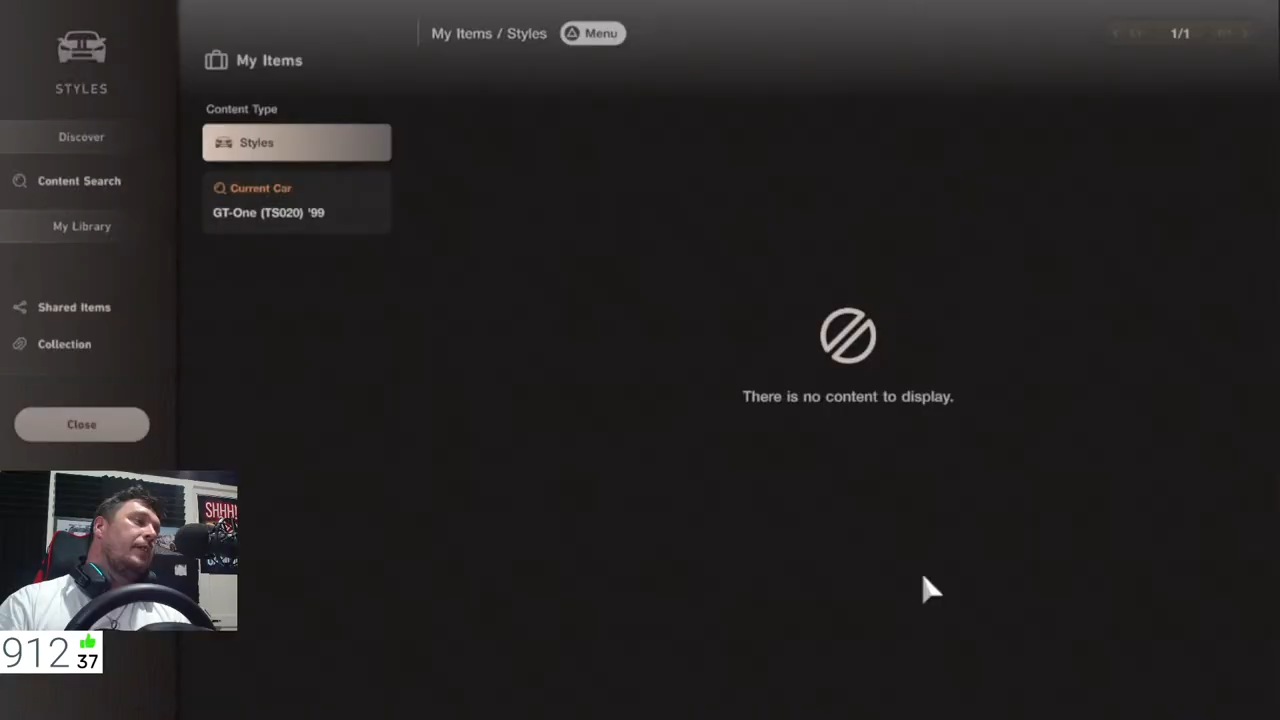 My Items / Styles
Menu
1/1
My Items
STYLES
Content Type
Discover
Styles
Content Search
Current Car
GT-One (TS020) '99
My Library
Shared Items
Collection
There is no content to display.
Close
SHHH!
912
37